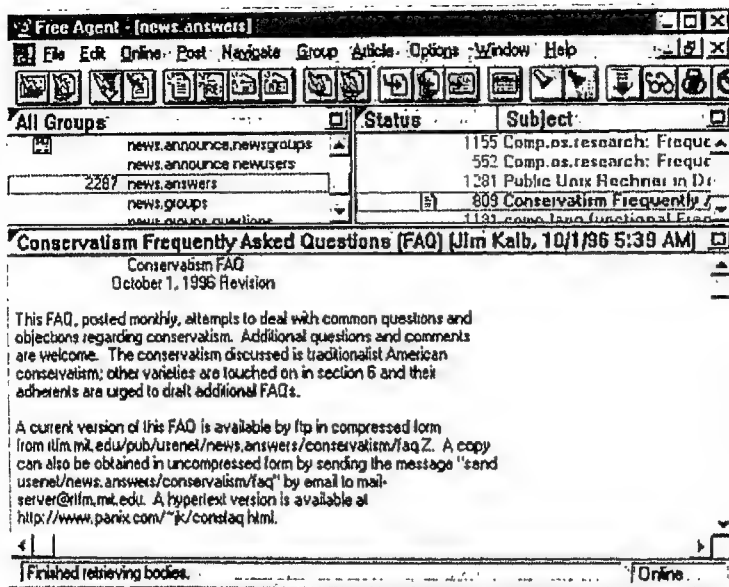 Free Agent - [news.answers]
File Edit Online Post Navigate Group Article Options Window Help
All Groups
Status Subject
news.announce.newsgroups
news.announce newusers
2287 news.answers
news.groups
news.groups.questions
1155 Comp.os.research: Freque
552 Comp.os.research: Freque
1281 Public Unix Rechner in Dr
809 Conservatism Frequently
1191 comp.lang.functional Freq
Conservatism Frequently Asked Questions (FAQ) (Jim Kalb, 10/1/96 5:39 AM)
Conservatism FAQ
October 1, 1996 Revision
This FAQ, posted monthly, attempts to deal with common questions and
objections regarding conservatism. Additional questions and comments
are welcome. The conservatism discussed is traditionalist American
conservatism; other varieties are touched on in section 6 and their
adherents are urged to draft additional FAQs.
A current version of this FAQ is available by ftp in compressed form
from rtfm.mit.edu/pub/usenet/news.answers/conservatism/faq.Z. A copy
can also be obtained in uncompressed form by sending the message "send
usenet/news.answers/conservatism/faq" by email to mail-
server@rtfm.mit.edu. A hypertext version is available at
http://www.panix.com/~jk/consfaq.html.
Finished retrieving bodies.
Online